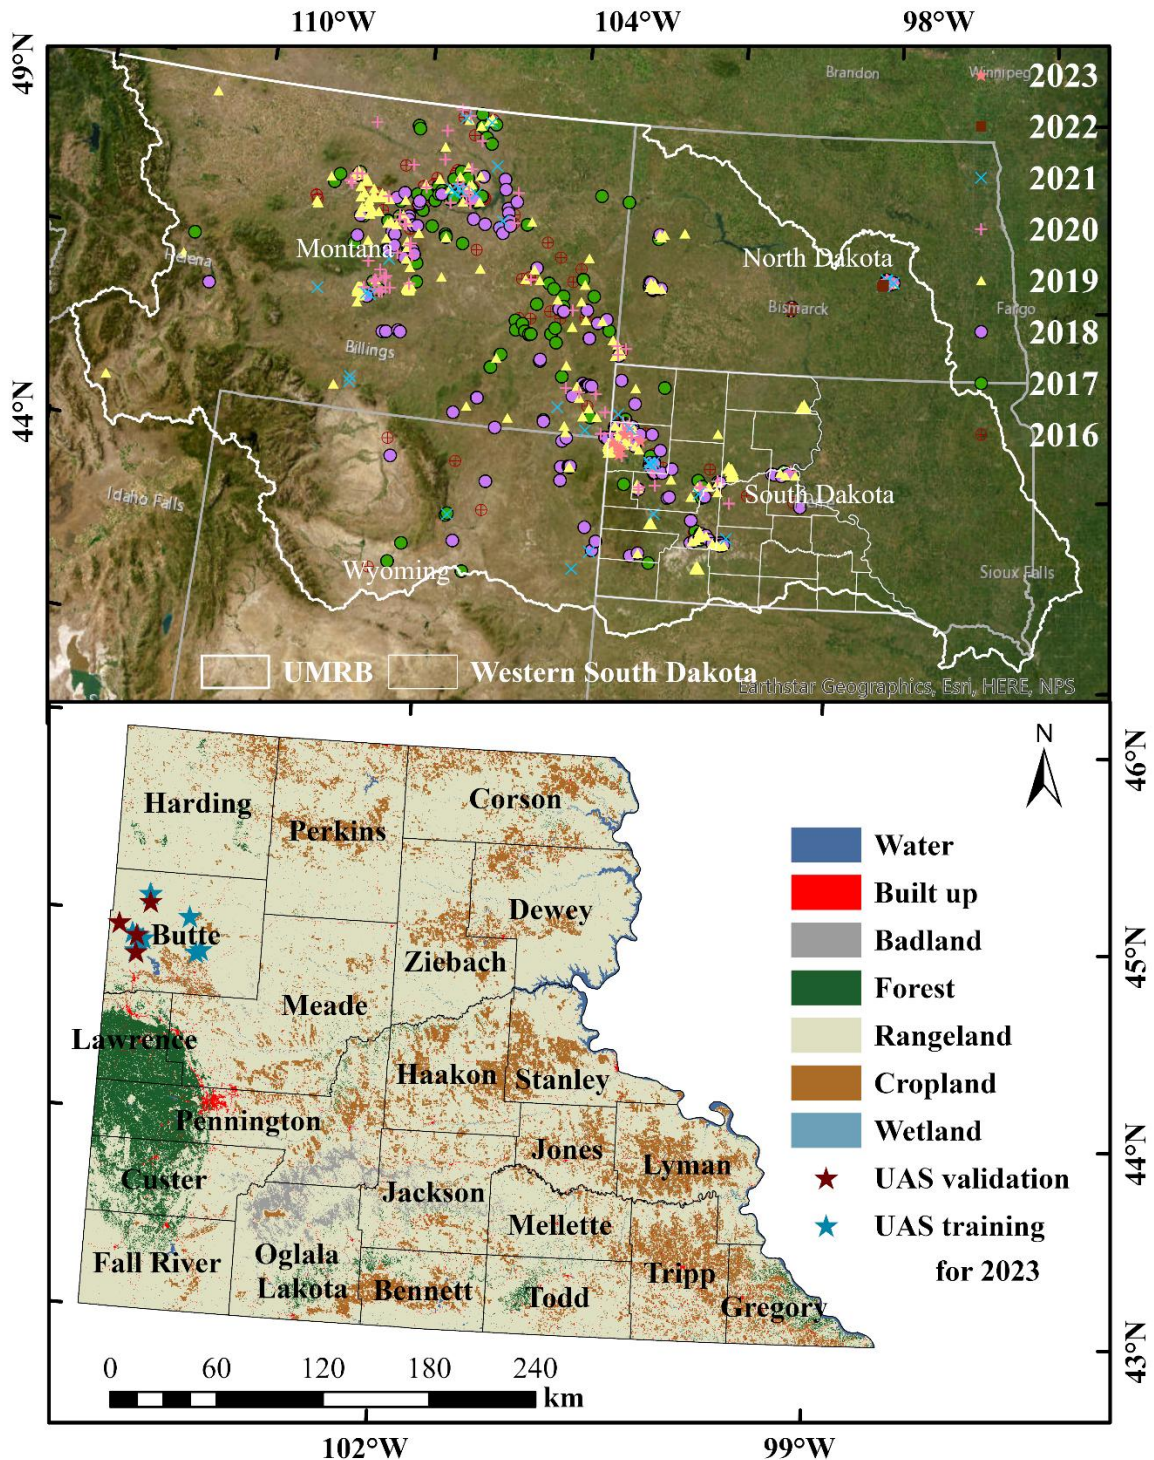 110°W 104°W 98°W
49°N
44°N
Brandon
Winnipeg
2023
2022
2021
2020
2019
2018
2017
2016
Helena
Montana
North Dakota
Bismarck
Fargo
Billings
Idaho Falls
South Dakota
Wyoming
Sioux Falls
UMRB
Western South Dakota
Earthstar Geographics, Esri, HERE, NPS
46°N
45°N
44°N
43°N
N
Harding
Perkins
Corson
Butte
Dewey
Ziebach
Meade
Lawrence
Haakon
Stanley
Pennington
Jones
Lyman
Custer
Jackson
Mellette
Fall River
Oglala
Lakota
Bennett
Todd
Tripp
Gregory
Water
Built up
Badland
Forest
Rangeland
Cropland
Wetland
UAS validation
UAS training
for 2023
0 60 120 180 240
km
102°W 99°W